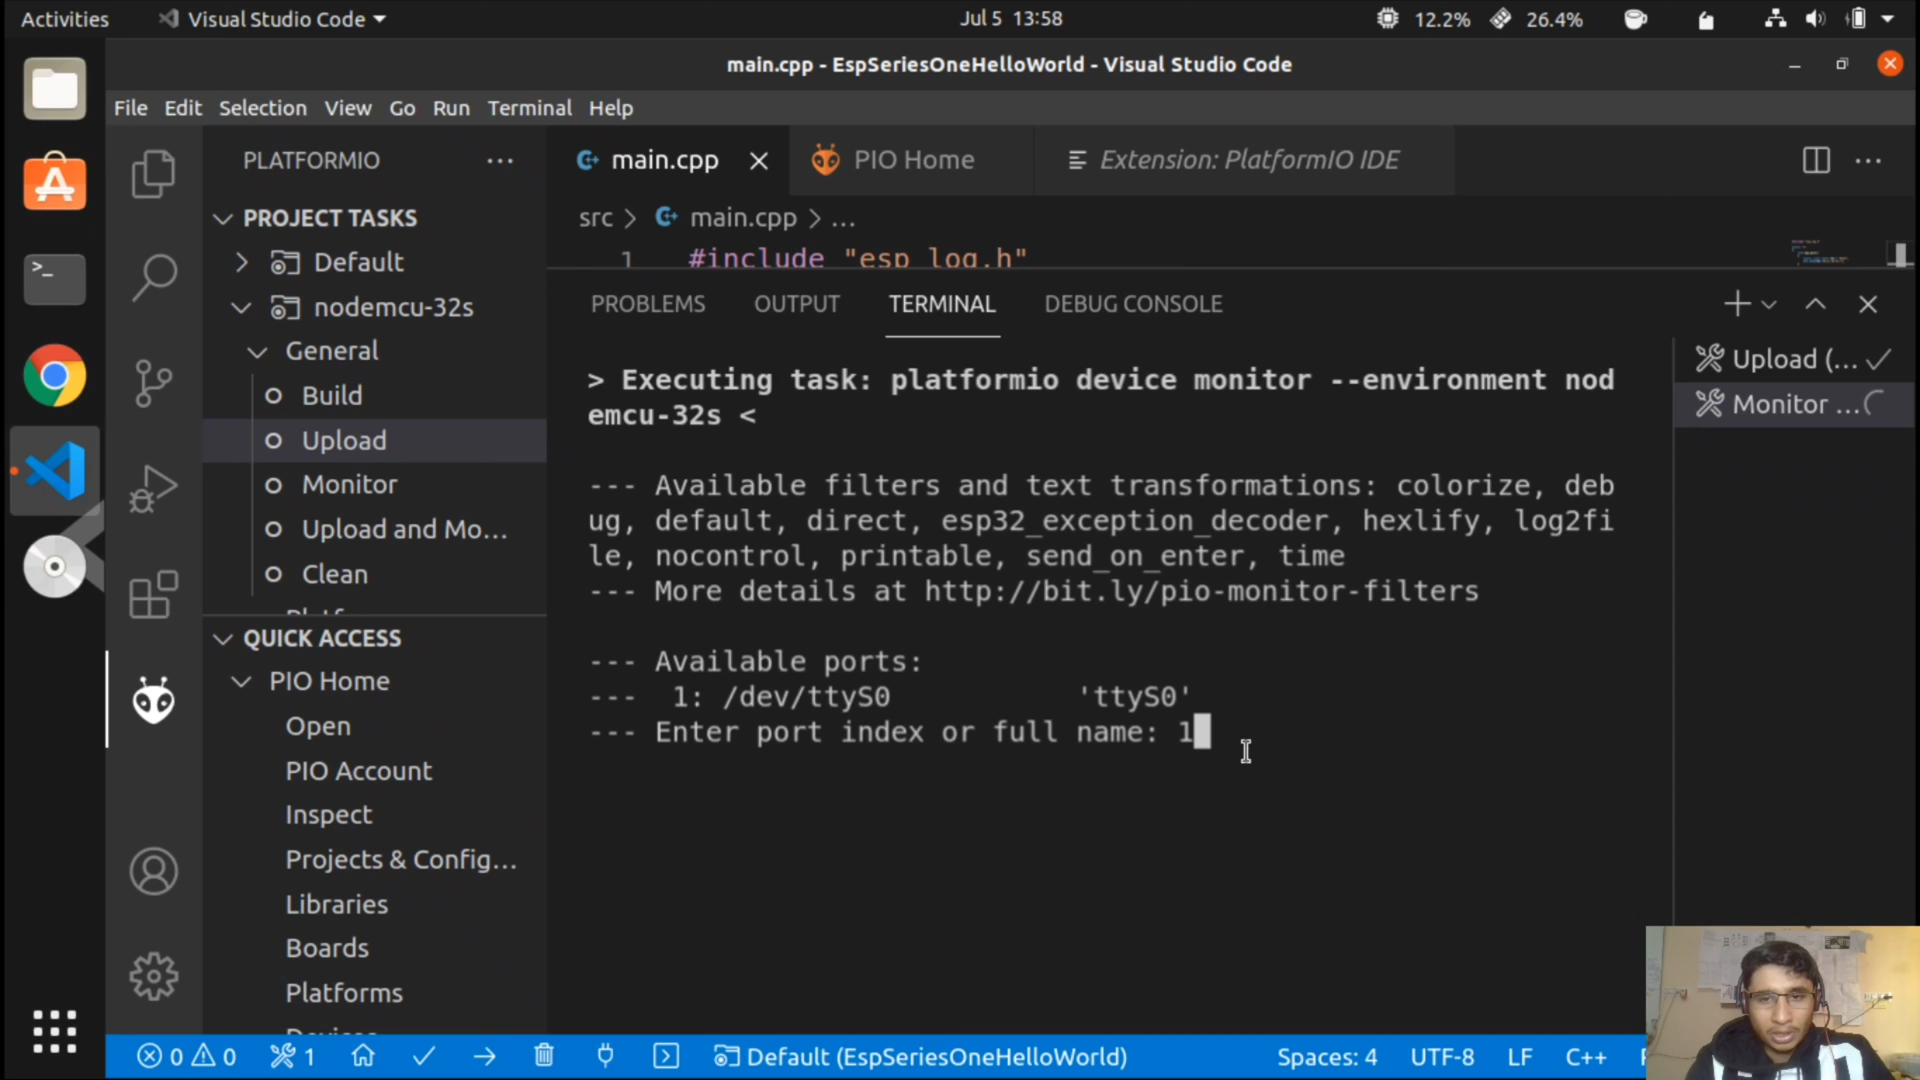 Activities
Visual Studio Code
Jul 5 13:58
12.2%
26.4%
main.cpp - EspSeriesOneHelloWorld - Visual Studio Code
File Edit Selection View Go Run Terminal Help
PLATFORMIO
PROJECT TASKS
Default
nodemcu-32s
General
Build
Upload
Monitor
Upload and Mo...
Clean
QUICK ACCESS
PIO Home
Open
PIO Account
Inspect
Projects & Config...
Libraries
Boards
Platforms
main.cpp
PIO Home
Extension: PlatformIO IDE
src > main.cpp > ...
1 #include "esp_log.h"
PROBLEMS OUTPUT TERMINAL DEBUG CONSOLE
> Executing task: platformio device monitor --environment nod
emcu-32s <
--- Available filters and text transformations: colorize, deb
ug, default, direct, esp32_exception_decoder, hexlify, log2fi
le, nocontrol, printable, send_on_enter, time
--- More details at http://bit.ly/pio-monitor-filters
--- Available ports:
--- 1: /dev/ttyS0 'ttyS0'
--- Enter port index or full name: 1
Upload (...
Monitor ...
0 0 1
Default (EspSeriesOneHelloWorld)
Spaces: 4
UTF-8
LF
C++